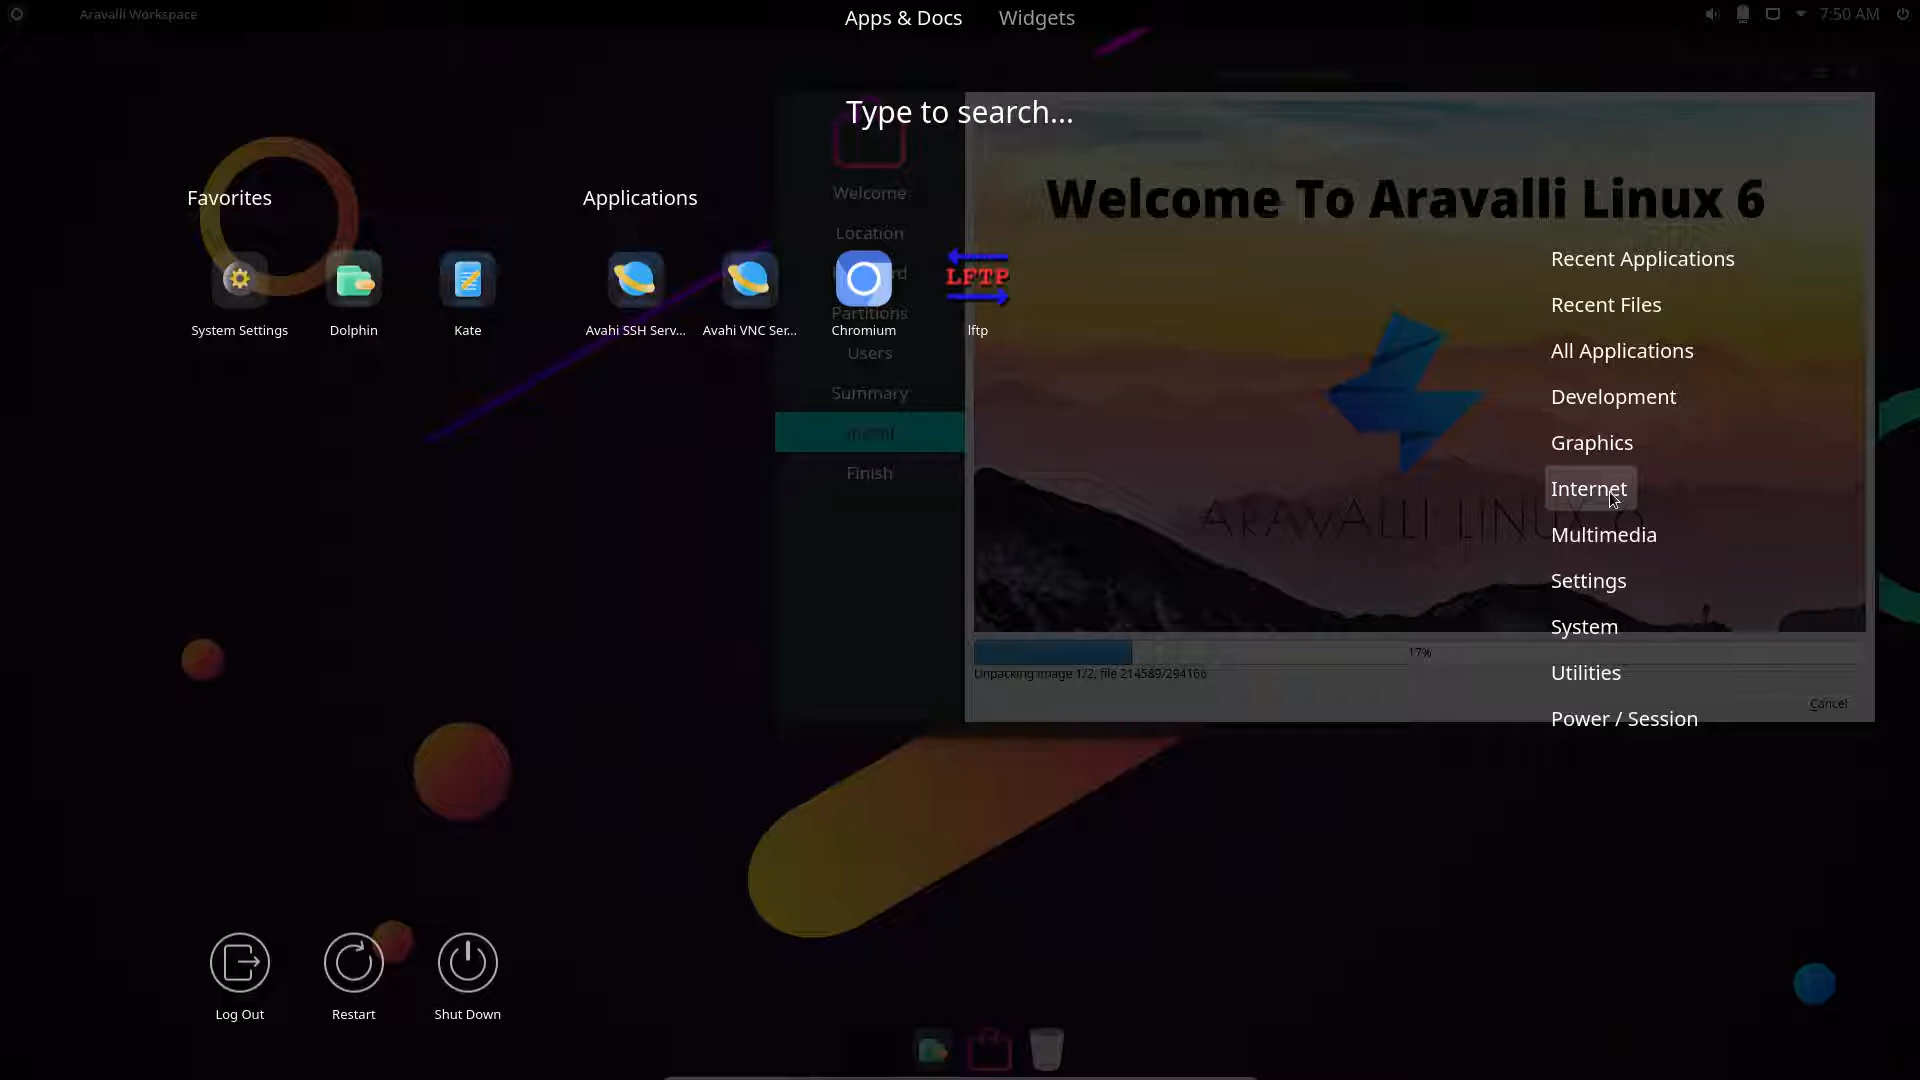 Aravalli Workspace
Apps & Docs
Widgets
7:50 AM
Type to search...
Favorites
Applications
System Settings
Dolphin
Kate
Avahi SSH Serv...
Avahi VNC Ser...
Chromium
lftp
LFTP
Welcome
Location
Partitions
Users
Summary
Finish
Welcome To Aravalli Linux 6
Recent Applications
Recent Files
All Applications
Development
Graphics
Internet
Multimedia
Settings
System
Utilities
Power / Session
17%
Unpacking image 1/2, file 214589/294166
Cancel
Log Out
Restart
Shut Down